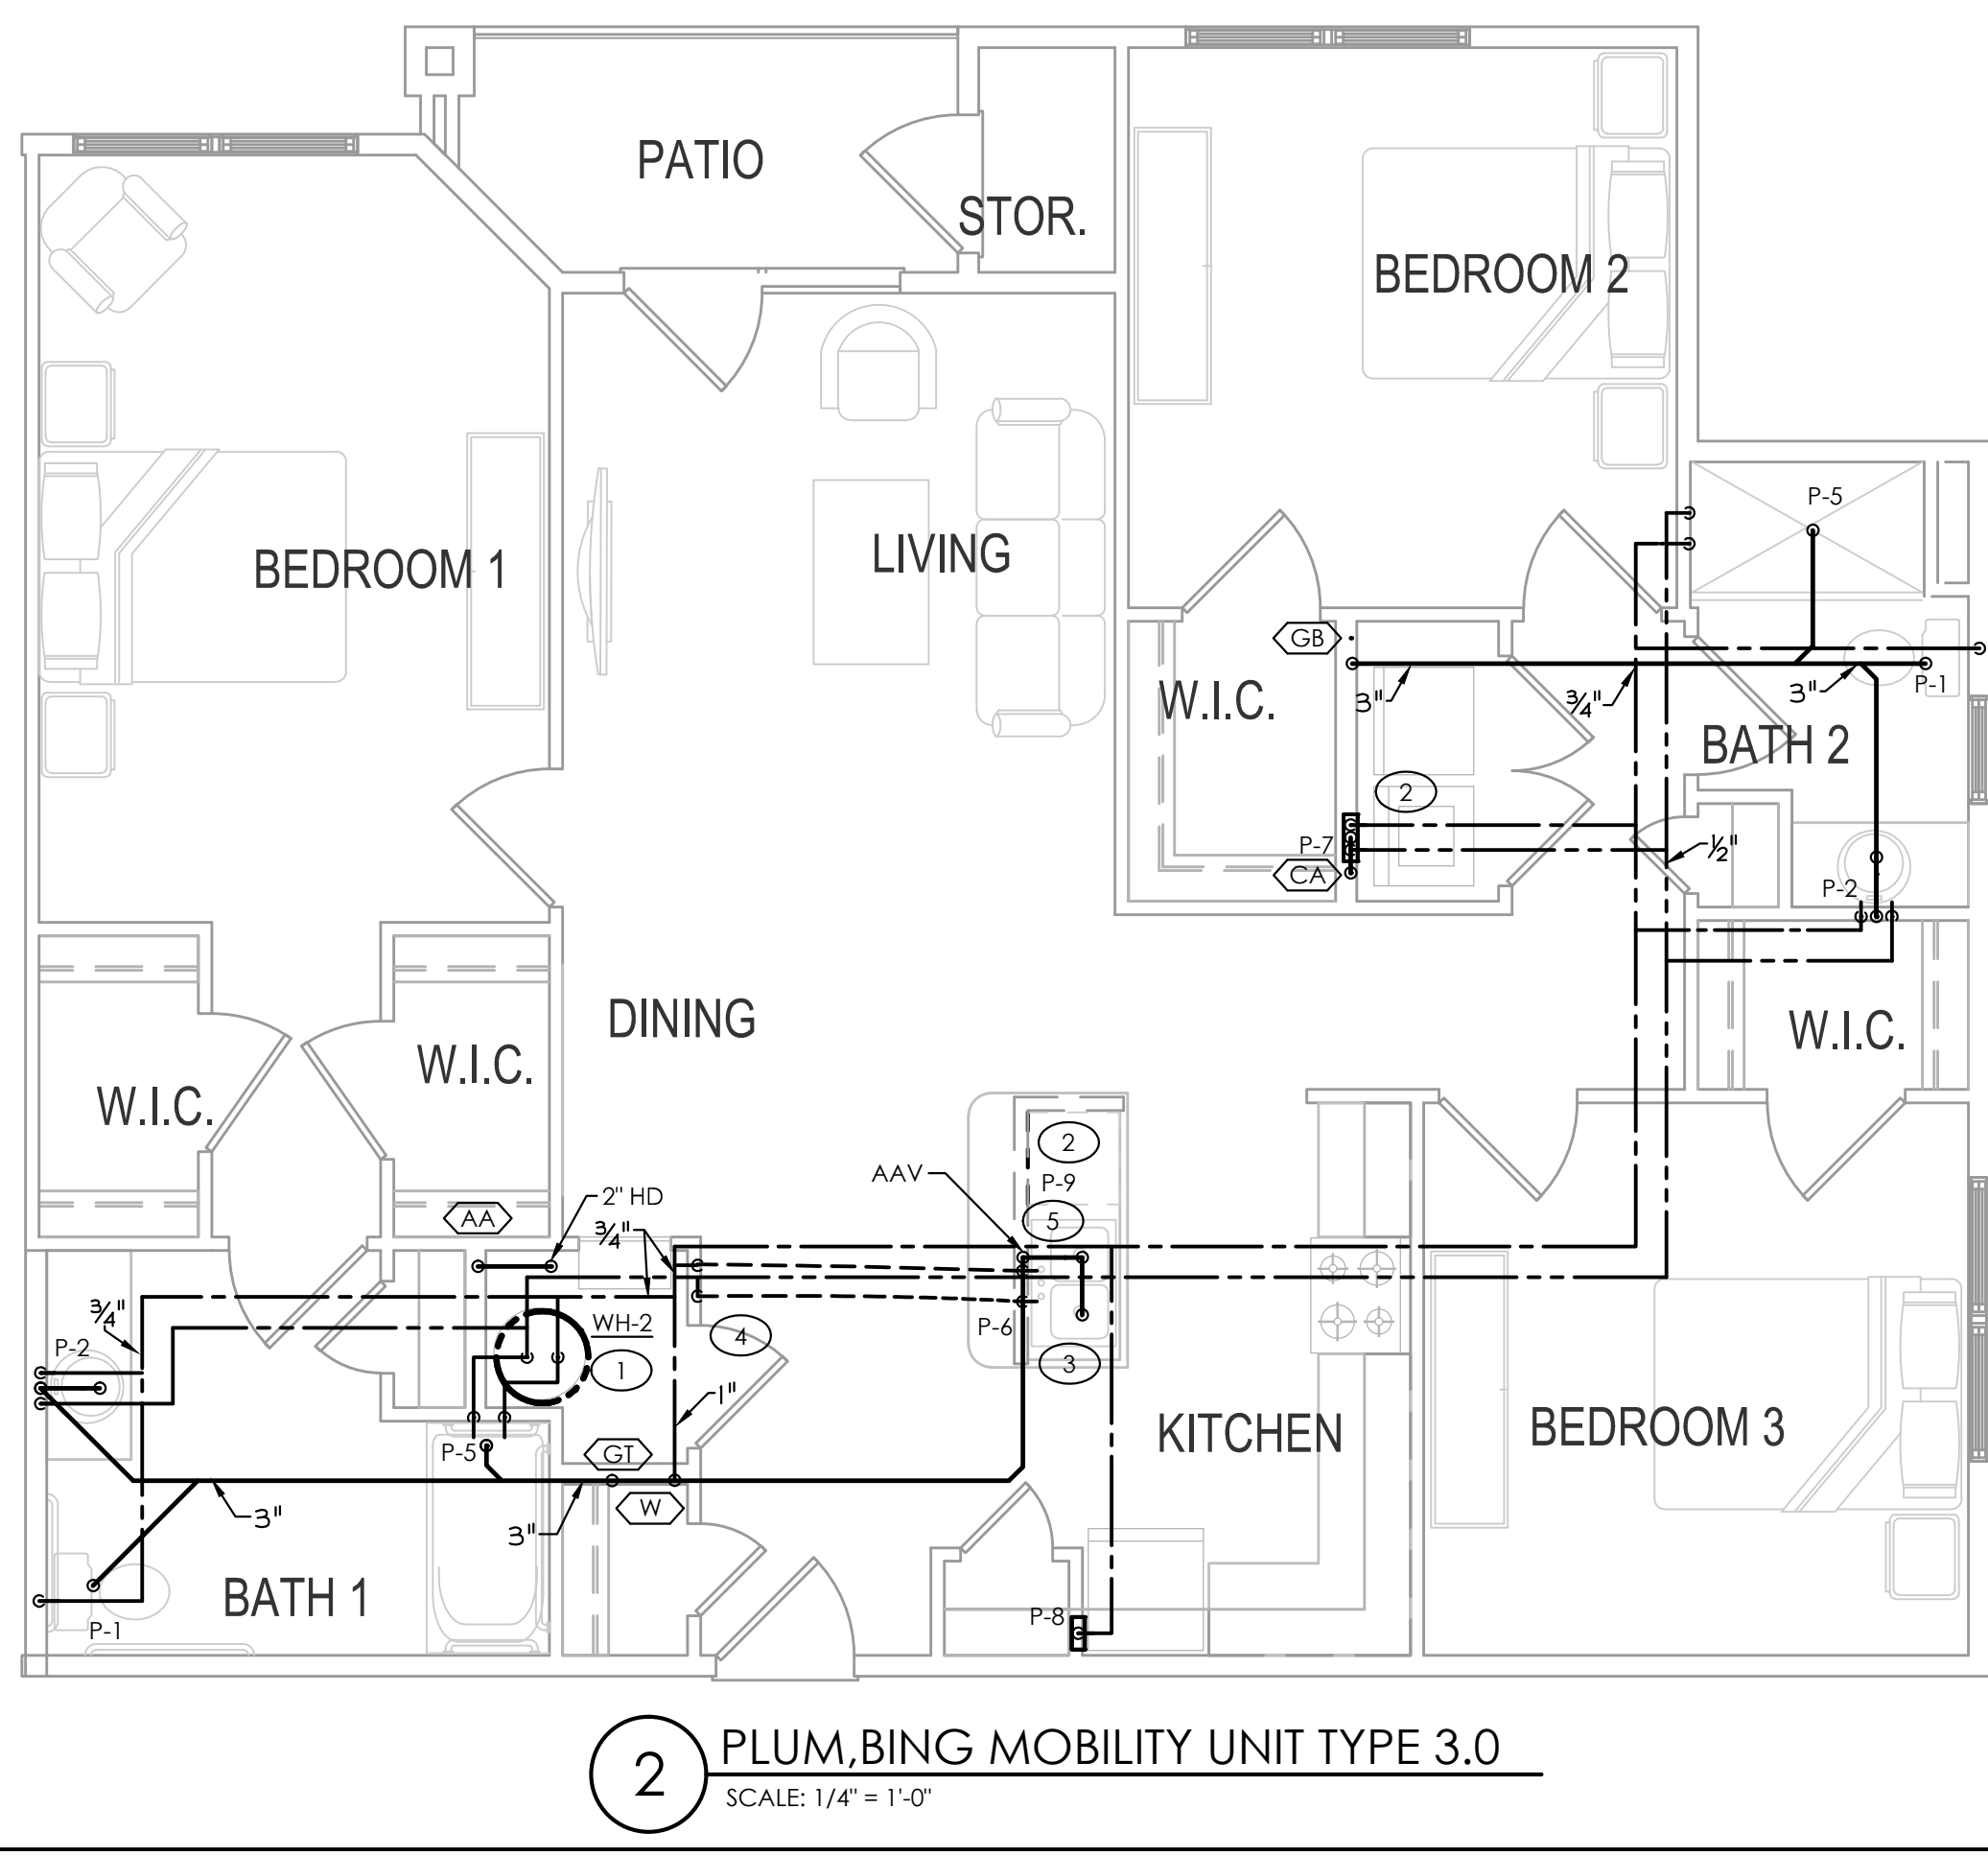 PATIO
STOR.
BEDROOM 2
P-5
LIVING
BEDROOM 1
GB
W.I.C.
3"
3/4"
3"
P-1
BATH 2
2
P-7
1/2"
CA
P-2
DINING
W.I.C.
W.I.C.
W.I.C.
2
AAV
P-9
2" HD
AA
5
3/4"
3/4"
WH-2
4
P-6
P-2
1
3
1"
KITCHEN
BEDROOM 3
P-5
GT
3"
3"
W
BATH 1
P-8
P-1
2
PLUM,BING MOBILITY UNIT TYPE 3.0
SCALE: 1/4" = 1'-0"